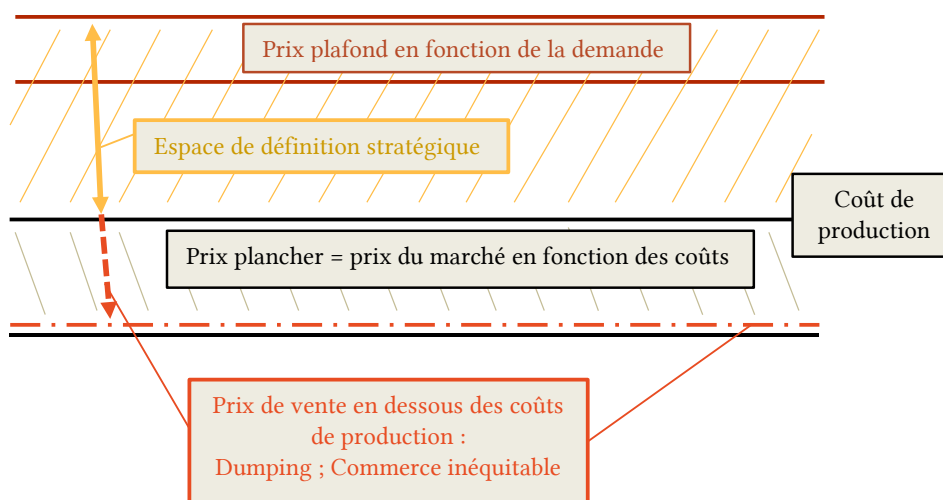 Prix plafond en fonction de la demande
Espace de définition stratégique
Coût de
production
Prix plancher = prix du marché en fonction des coûts
Prix de vente en dessous des coûts
de production :
Dumping ; Commerce inéquitable